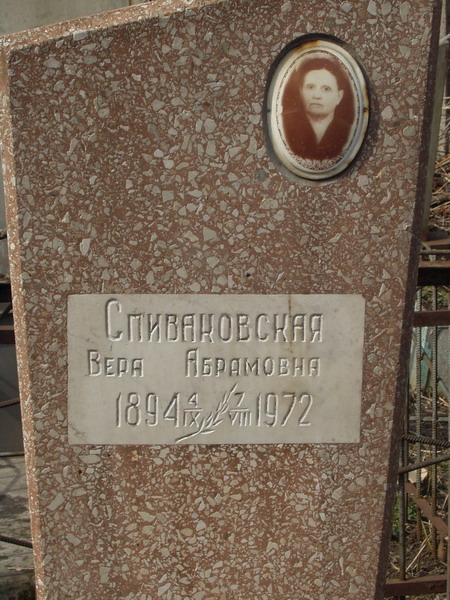 Спиваковская
Вера Абрамовна
1894 4/IX 7/VIII 1972